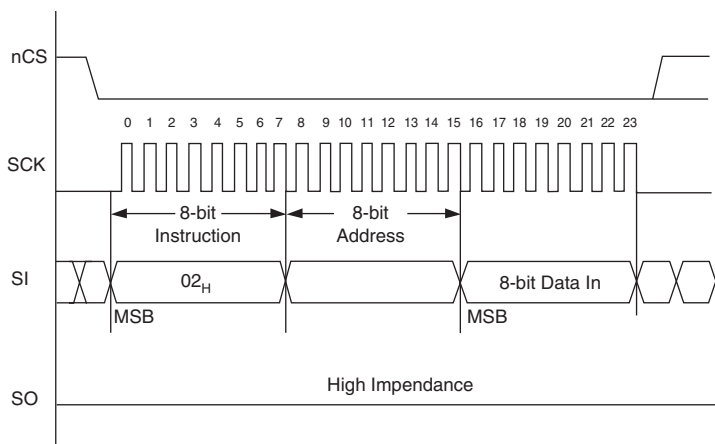 nCS
0 1 2 3 4 5 6 7 8 9 10 11 12 13 14 15 16 17 18 19 20 21 22 23
SCK
8-bit 8-bit
Instruction Address
SI 02H 8-bit Data In
MSB MSB
High Impendance
SO